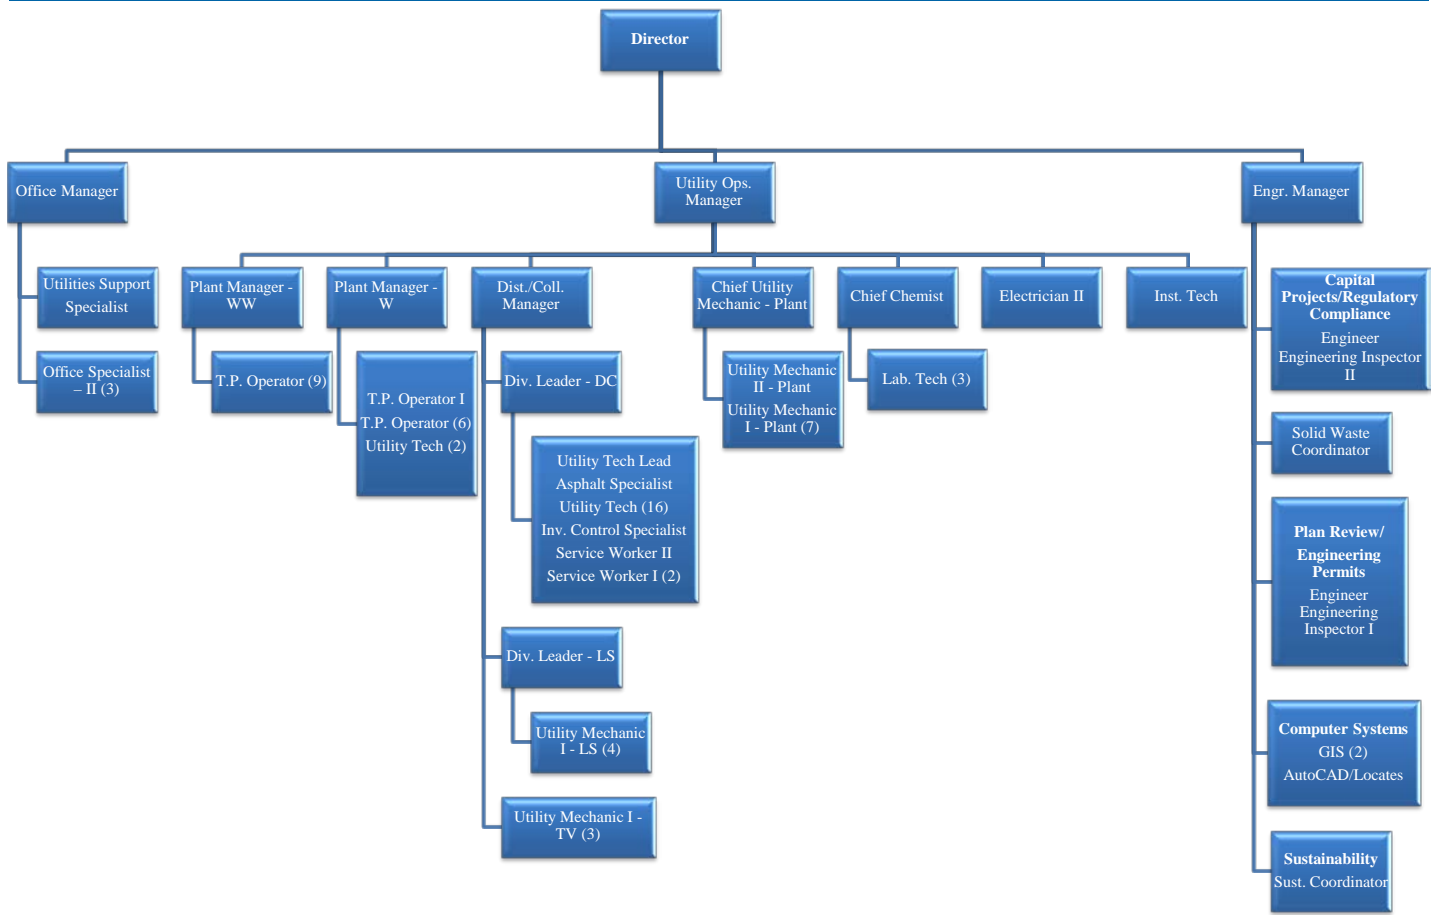 Director
Office Manager
Utility Ops.
Manager
Engr. Manager
Utilities Support
Specialist
Office Specialist
– II (3)
Plant Manager -
WW
T.P. Operator (9)
Plant Manager -
W
T.P. Operator I
T.P. Operator (6)
Utility Tech (2)
Dist./Coll.
Manager
Div. Leader - DC
Utility Tech Lead
Asphalt Specialist
Utility Tech (16)
Inv. Control Specialist
Service Worker II
Service Worker I (2)
Div. Leader - LS
Utility Mechanic
I - LS (4)
Utility Mechanic I -
TV (3)
Chief Utility
Mechanic - Plant
Utility Mechanic
II - Plant
Utility Mechanic
I - Plant (7)
Chief Chemist
Lab. Tech (3)
Electrician II
Inst. Tech
Capital
Projects/Regulatory
Compliance
Engineer
Engineering Inspector
II
Solid Waste
Coordinator
Plan Review/
Engineering
Permits
Engineer
Engineering
Inspector I
Computer Systems
GIS (2)
AutoCAD/Locates
Sustainability
Sust. Coordinator